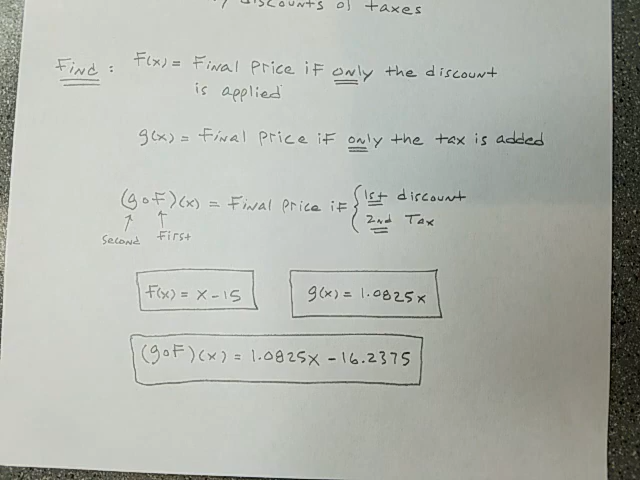 discounts or taxes
Find: F(x) = Final Price if only the discount
is applied
g(x) = Final Price if only the tax is added
(g∘F)(x) = Final Price if { 1st discount
2nd Tax
second First
F(x) = x - 15 g(x) = 1.0825x
(g∘F)(x) = 1.0825x - 16.2375